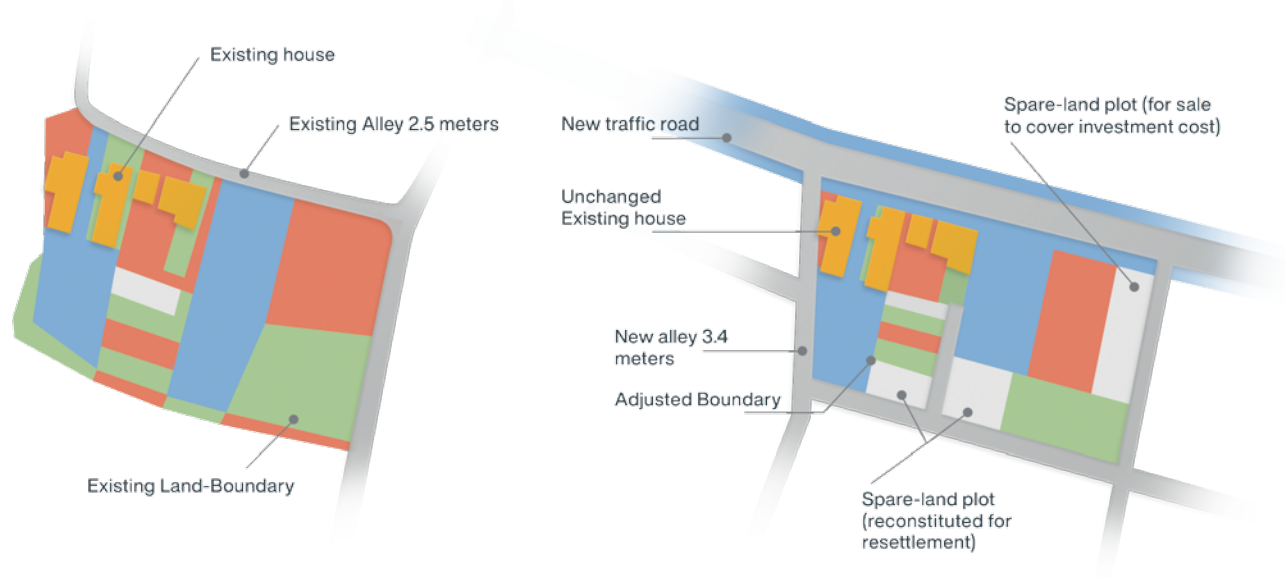 Existing house
Existing Alley 2.5 meters
Existing Land-Boundary
New traffic road
Unchanged
Existing house
New alley 3.4
meters
Adjusted Boundary
Spare-land plot (for sale
to cover investment cost)
Spare-land plot
(reconstituted for
resettlement)